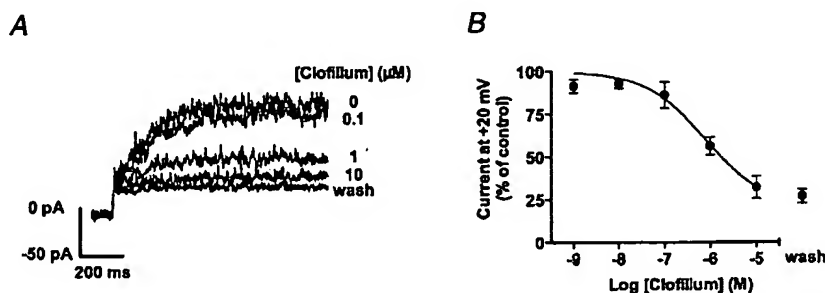 A
[Clofilium] (µM)
0
0.1
1
10
wash
0 pA
-50 pA
200 ms
B
Current at +20 mV
(% of control)
100
75
50
25
0
-9
-8
-7
-6
-5
wash
Log [Clofilium] (M)